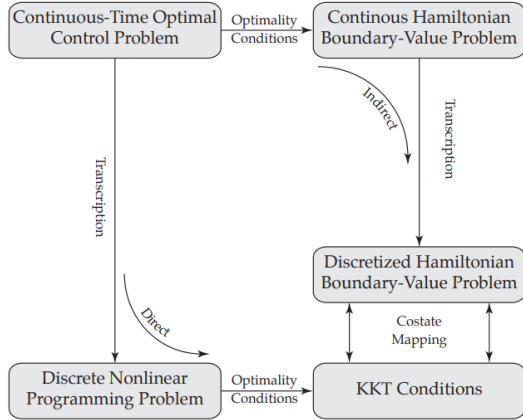 Continuous-Time Optimal
Control Problem
Optimality
Conditions
Continous Hamiltonian
Boundary-Value Problem
Indirect
Transcription
Transcription
Discretized Hamiltonian
Boundary-Value Problem
Direct
Costate
Mapping
Discrete Nonlinear
Programming Problem
Optimality
Conditions
KKT Conditions